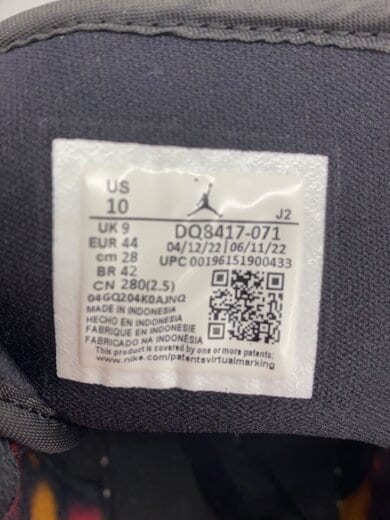 US
10
J2
UK 9
EUR 44
cm 28
BR 42
CN 280(2.5)
DQ8417-071
04/12/22 | 06/11/22
UPC 00196151900433
04GQ204K0AJNQ
MADE IN INDONESIA
HECHO EN INDONESIA
FABRIQUE EN INDONESIE
FABRICADO NA INDONÉSIA
This product is covered by one or more patents:
www.nike.com/patentsvirtualmarking